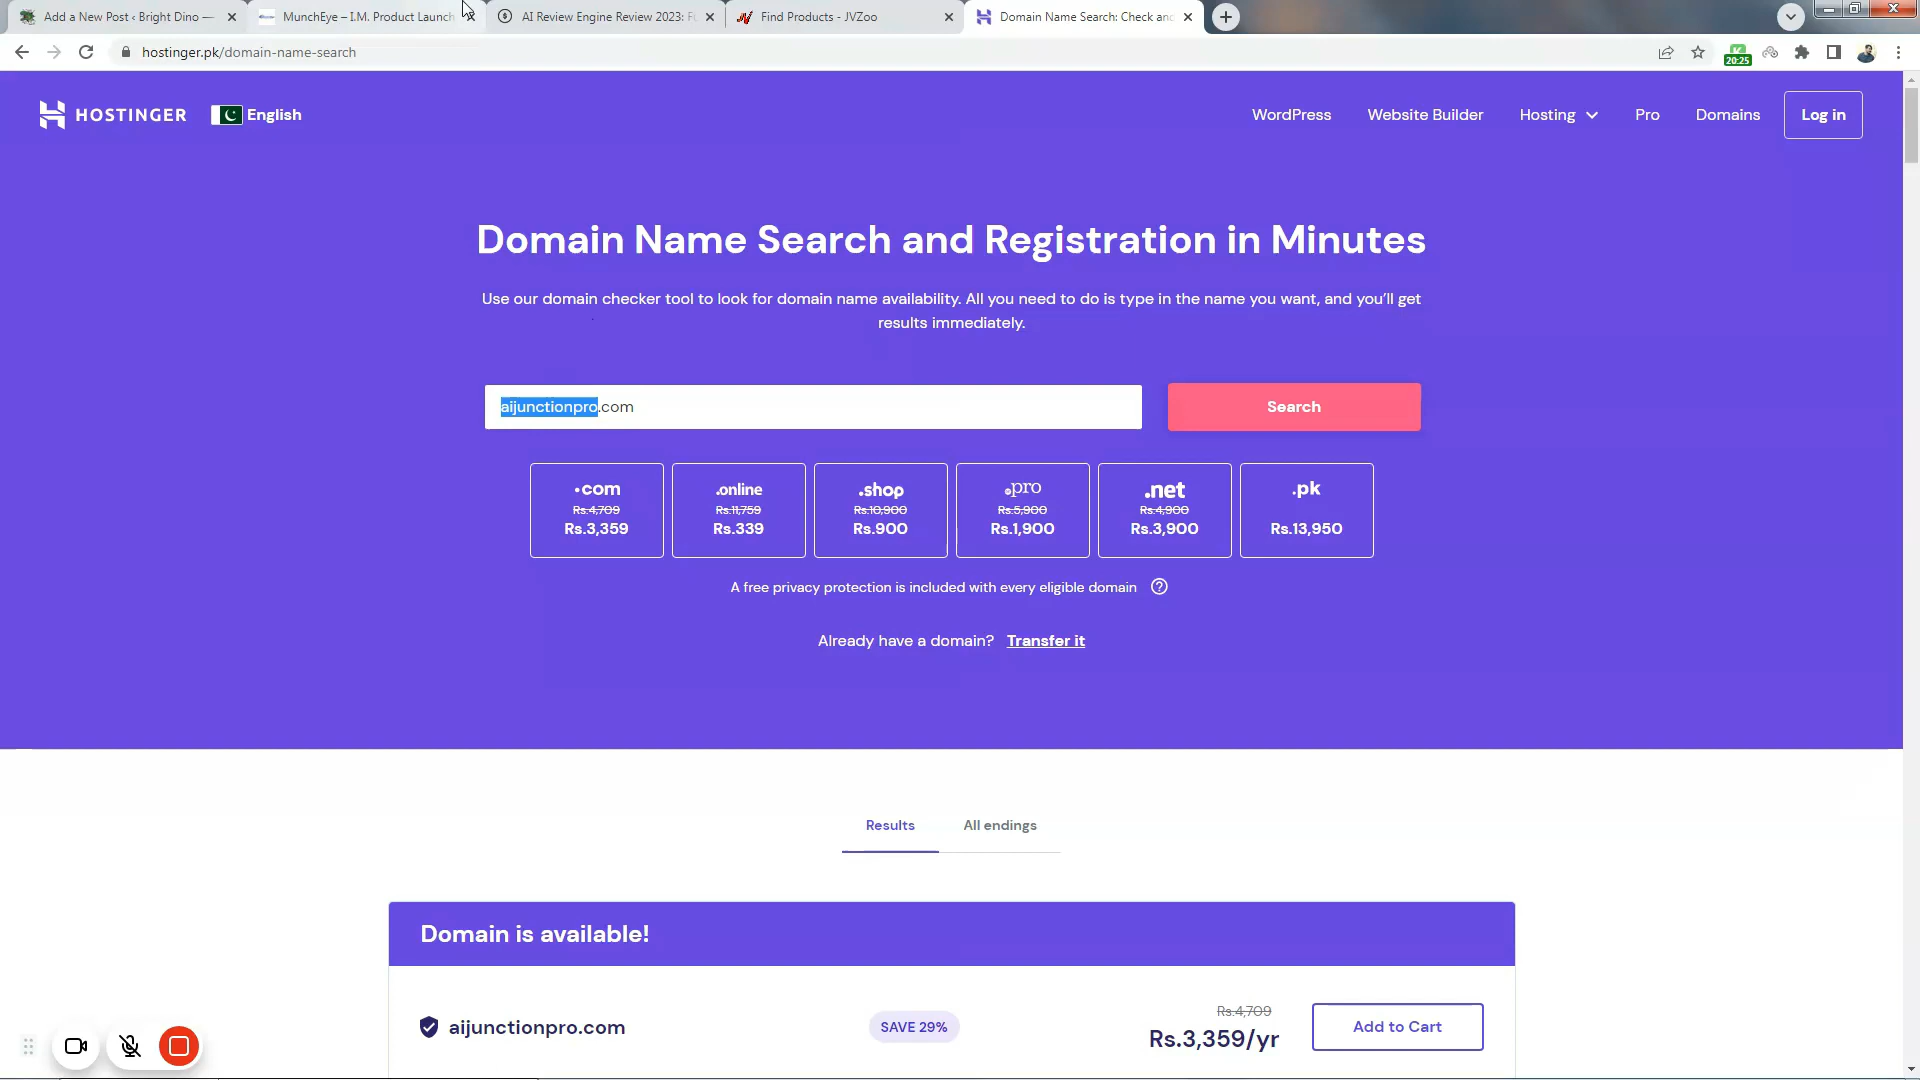 Add a New Post ‹ Bright Dino —
MunchEye – I.M. Product Launch
AI Review Engine Review 2023: Fu
Find Products - JVZoo
Domain Name Search: Check and
hostinger.pk/domain-name-search
20:25
HOSTINGER
English
WordPress
Website Builder
Hosting
Pro
Domains
Log in
Domain Name Search and Registration in Minutes
Use our domain checker tool to look for domain name availability. All you need to do is type in the name you want, and you’ll get
results immediately.
aijunctionpro.com
Search
.com
Rs.4,709
Rs.3,359
.online
Rs.11,759
Rs.339
.shop
Rs.10,900
Rs.900
.pro
Rs.5,900
Rs.1,900
.net
Rs.4,900
Rs.3,900
.pk
Rs.13,950
A free privacy protection is included with every eligible domain
Already have a domain? Transfer it
Results
All endings
Domain is available!
aijunctionpro.com
SAVE 29%
Rs.4,709
Rs.3,359/yr
Add to Cart